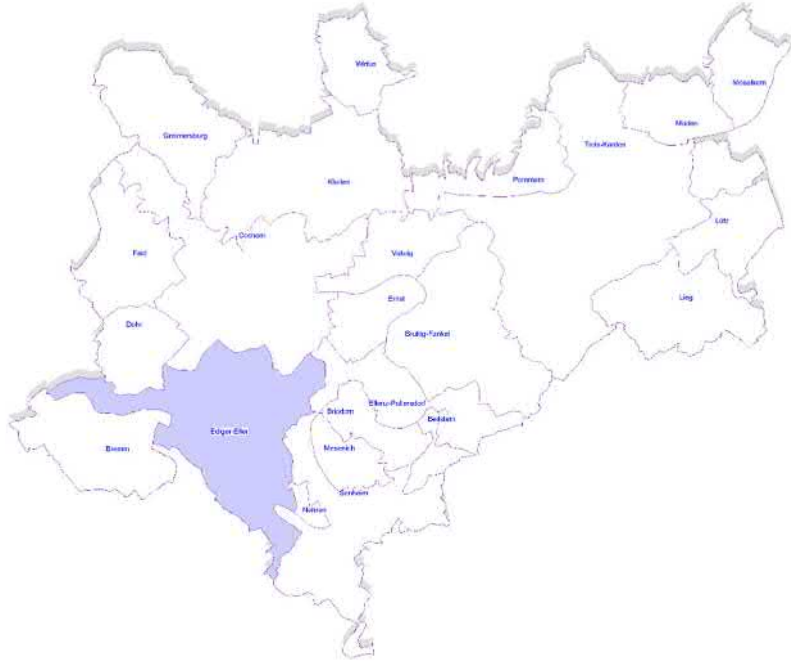 Wirfus
Moselkern
Greimersburg
Müden
Treis-Karden
Klotten
Pommern
Lütz
Cochem
Faid
Valwig
Lieg
Ernst
Dohr
Bruttig-Fankel
Ellenz-Poltersdorf
Briedern
Beilstein
Ediger-Eller
Bremm
Mesenich
Senheim
Nehren